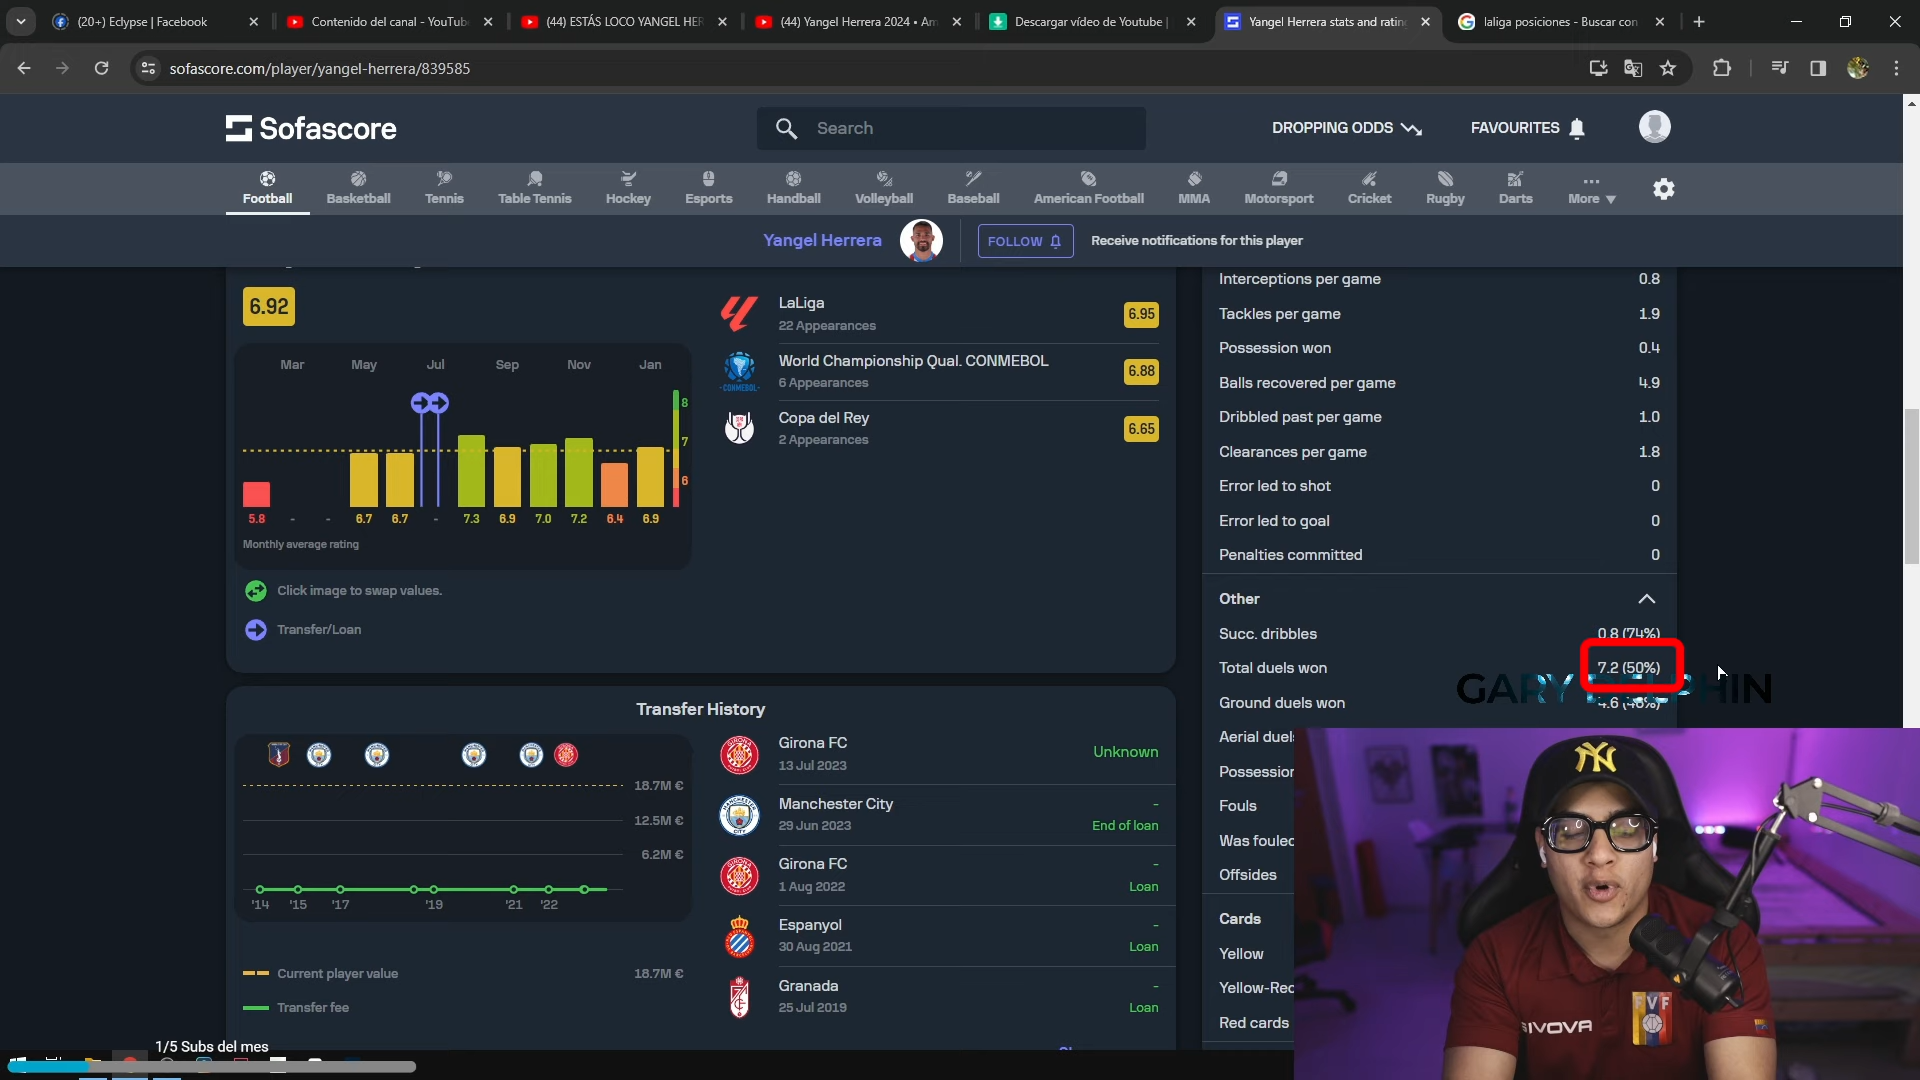 (20+) Eclypse | Facebook
Contenido del canal - YouTub
(44) ESTÁS LOCO YANGEL HER
(44) Yangel Herrera 2024 • Am
Descargar vídeo de Youtube |
Yangel Herrera stats and rating
laliga posiciones - Buscar con
sofascore.com/player/yangel-herrera/839585
Sofascore
Search
DROPPING ODDS
FAVOURITES
Football
Basketball
Tennis
Table Tennis
Hockey
Esports
Handball
Volleyball
Baseball
American Football
MMA
Motorsport
Cricket
Rugby
Darts
More
Yangel Herrera
FOLLOW
Receive notifications for this player
6.92
Mar May Jul Sep Nov Jan
8
7
6
5.8 - - 6.7 6.7 - 7.3 6.9 7.0 7.2 6.4 6.9
Monthly average rating
Click image to swap values.
Transfer/Loan
LaLiga
22 Appearances
6.95
World Championship Qual. CONMEBOL
6 Appearances
6.88
CONMEBOL
Copa del Rey
2 Appearances
6.65
Interceptions per game 0.8
Tackles per game 1.9
Possession won 0.4
Balls recovered per game 4.9
Dribbled past per game 1.0
Clearances per game 1.8
Error led to shot 0
Error led to goal 0
Penalties committed 0
Other
Succ. dribbles 0.8 (74%)
Total duels won 7.2 (50%)
Ground duels won 4.6 (46%)
Aerial duels
Possession
Fouls
Was fouled
Offsides
Cards
Yellow
Yellow-Red
Red cards
Transfer History
18.7M €
12.5M €
6.2M €
'14 '15 '17 '19 '21 '22
Current player value 18.7M €
Transfer fee
Girona FC
13 Jul 2023
Unknown
Manchester City
29 Jun 2023
-
End of loan
Girona FC
1 Aug 2022
-
Loan
Espanyol
30 Aug 2021
-
Loan
Granada
25 Jul 2019
-
Loan
1/5 Subs del mes
NY
GIVOVA
FVF